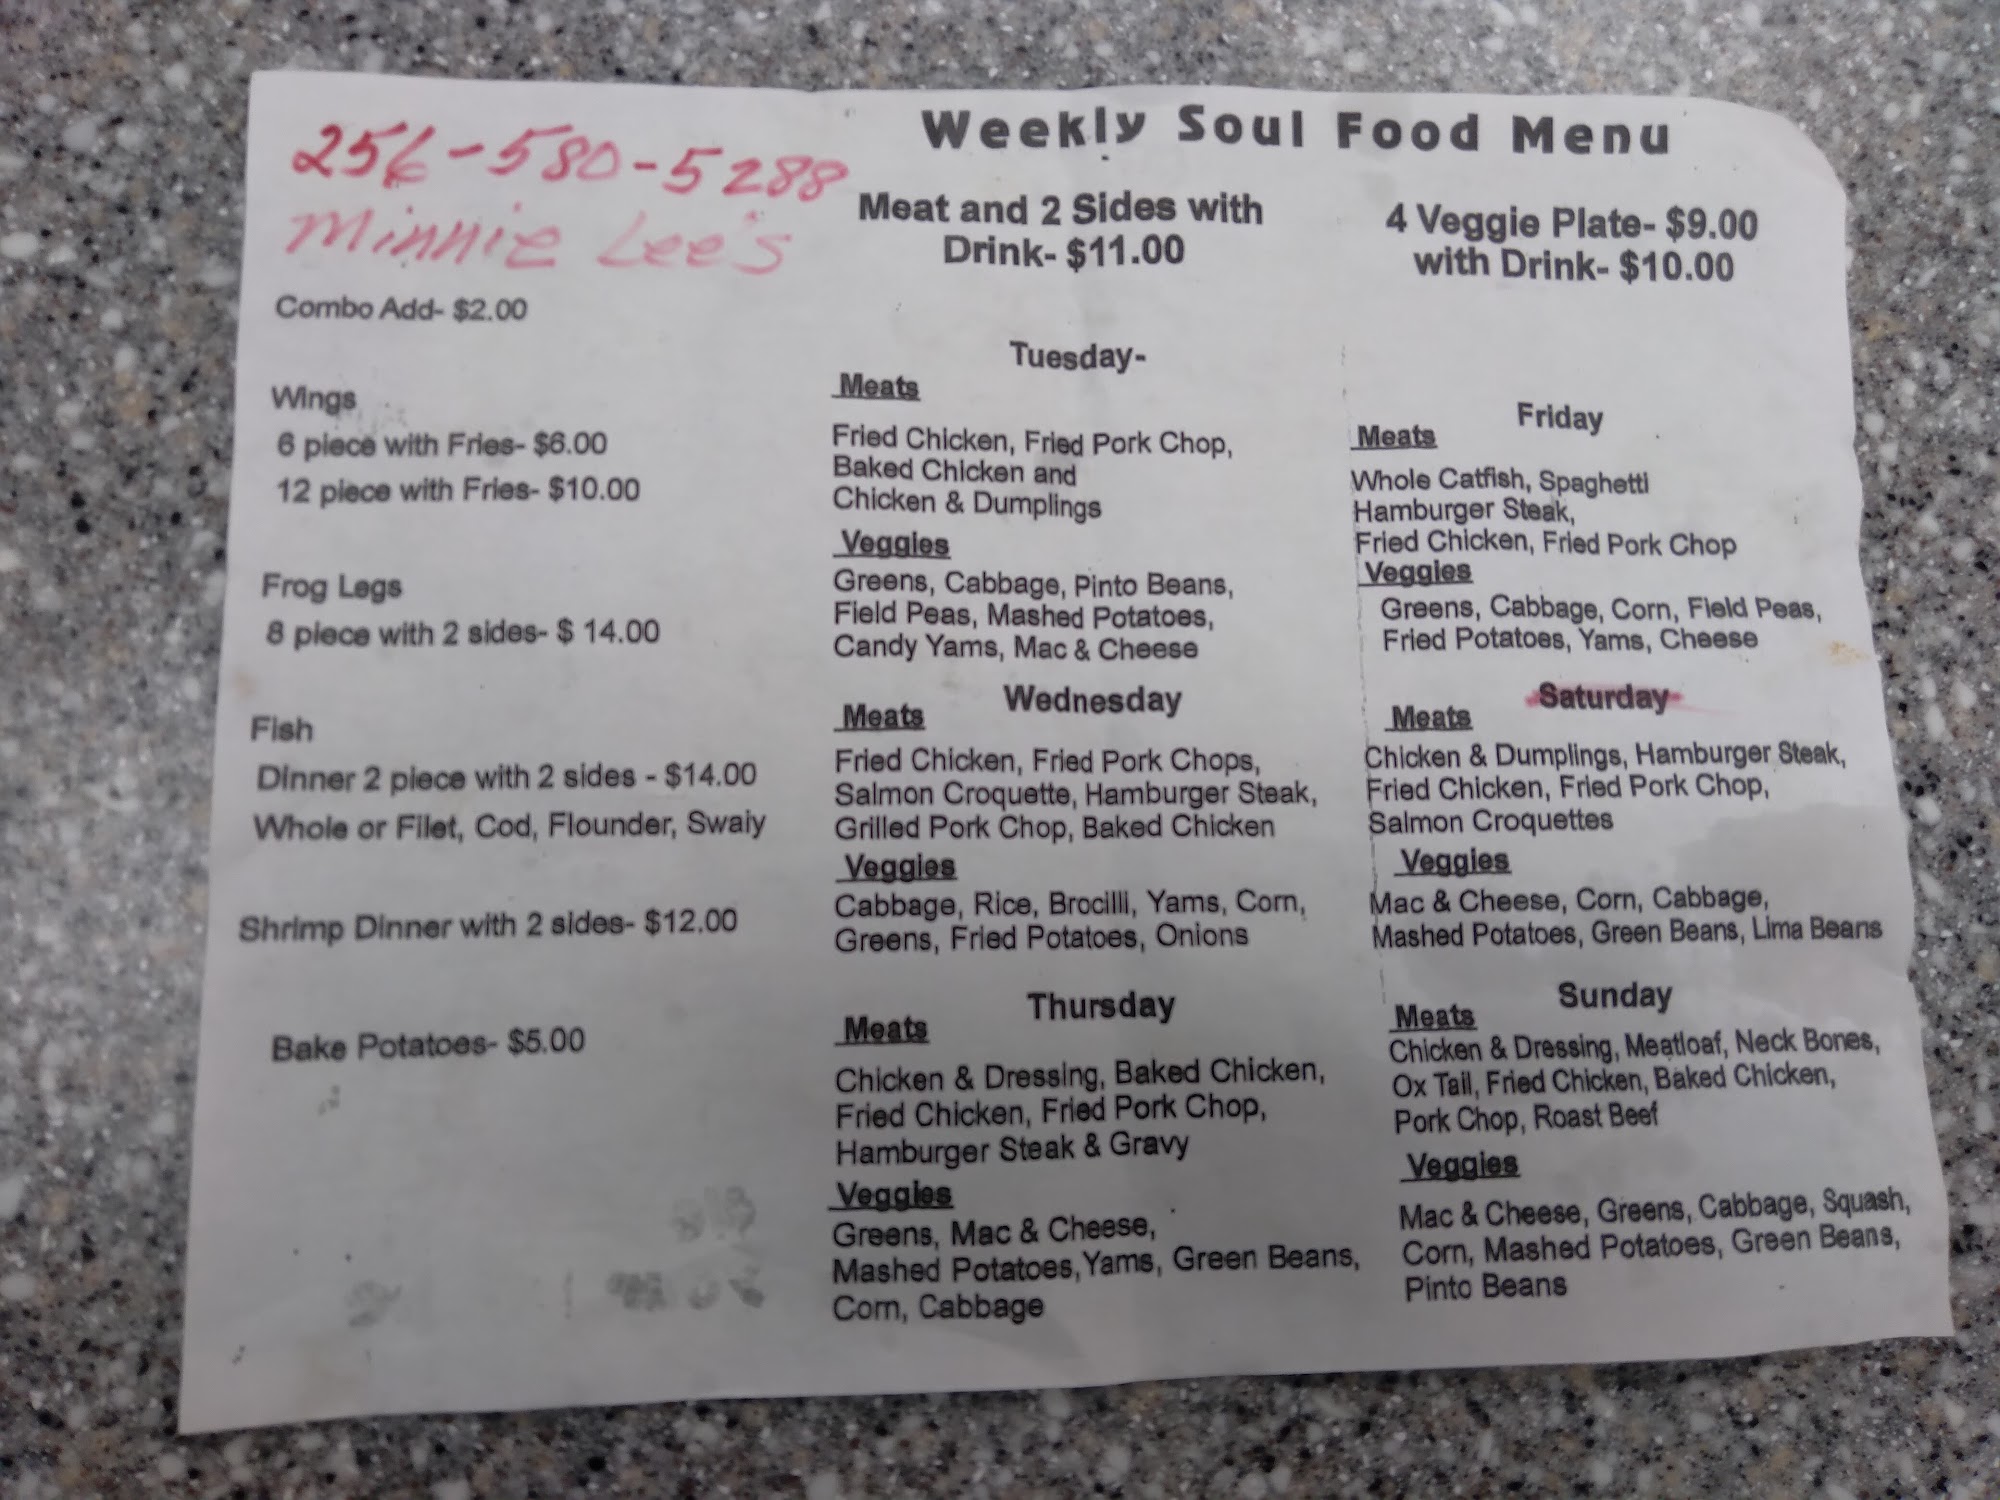 256-580-5288
Minnie Lee's
Combo Add- $2.00
Wings
6 piece with Fries- $6.00
12 piece with Fries- $10.00
Frog Legs
8 piece with 2 sides- $ 14.00
Fish
Dinner 2 piece with 2 sides - $14.00
Whole or Filet, Cod, Flounder, Swaiy
Shrimp Dinner with 2 sides- $12.00
Bake Potatoes- $5.00
Weekly Soul Food Menu
Meat and 2 Sides with
Drink- $11.00
4 Veggie Plate- $9.00
with Drink- $10.00
Tuesday-
Meats
Fried Chicken, Fried Pork Chop,
Baked Chicken and
Chicken & Dumplings
Veggies
Greens, Cabbage, Pinto Beans,
Field Peas, Mashed Potatoes,
Candy Yams, Mac & Cheese
Wednesday
Meats
Fried Chicken, Fried Pork Chops,
Salmon Croquette, Hamburger Steak,
Grilled Pork Chop, Baked Chicken
Veggies
Cabbage, Rice, Brocilli, Yams, Corn,
Greens, Fried Potatoes, Onions
Thursday
Meats
Chicken & Dressing, Baked Chicken,
Fried Chicken, Fried Pork Chop,
Hamburger Steak & Gravy
Veggies
Greens, Mac & Cheese,
Mashed Potatoes, Yams, Green Beans,
Corn, Cabbage
Friday
Meats
Whole Catfish, Spaghetti
Hamburger Steak,
Fried Chicken, Fried Pork Chop
Veggies
Greens, Cabbage, Corn, Field Peas,
Fried Potatoes, Yams, Cheese
Saturday
Meats
Chicken & Dumplings, Hamburger Steak,
Fried Chicken, Fried Pork Chop,
Salmon Croquettes
Veggies
Mac & Cheese, Corn, Cabbage,
Mashed Potatoes, Green Beans, Lima Beans
Sunday
Meats
Chicken & Dressing, Meatloaf, Neck Bones,
Ox Tail, Fried Chicken, Baked Chicken,
Pork Chop, Roast Beef
Veggies
Mac & Cheese, Greens, Cabbage, Squash,
Corn, Mashed Potatoes, Green Beans,
Pinto Beans